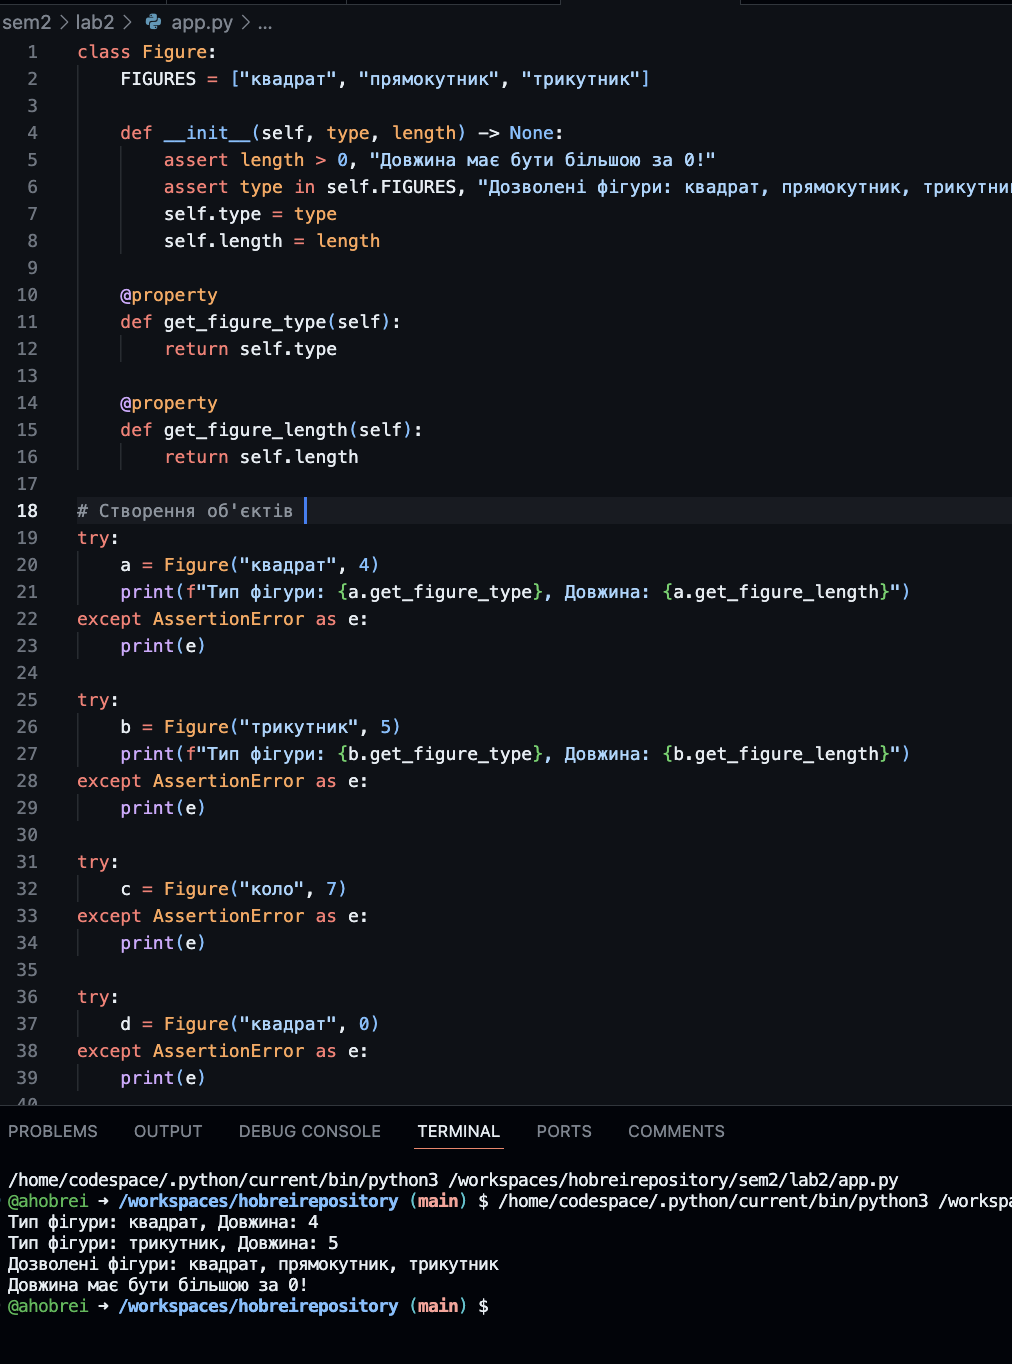 sem2 > lab2 > app.py > ...
1 class Figure:
2     FIGURES = ["квадрат", "прямокутник", "трикутник"]
3
4     def __init__(self, type, length) -> None:
5         assert length > 0, "Довжина має бути більшою за 0!"
6         assert type in self.FIGURES, "Дозволені фігури: квадрат, прямокутник,
7         self.type = type
8         self.length = length
9
10     @property
11     def get_figure_type(self):
12         return self.type
13
14     @property
15     def get_figure_length(self):
16         return self.length
17
18 # Створення об'єктів
19 try:
20     a = Figure("квадрат", 4)
21     print(f"Тип фігури: {a.get_figure_type}, Довжина: {a.get_figure_length}")
22 except AssertionError as e:
23     print(e)
24
25 try:
26     b = Figure("трикутник", 5)
27     print(f"Тип фігури: {b.get_figure_type}, Довжина: {b.get_figure_length}")
28 except AssertionError as e:
29     print(e)
30
31 try:
32     c = Figure("коло", 7)
33 except AssertionError as e:
34     print(e)
35
36 try:
37     d = Figure("квадрат", 0)
38 except AssertionError as e:
39     print(e)
40
PROBLEMS OUTPUT DEBUG CONSOLE TERMINAL PORTS COMMENTS
/home/codespace/.python/current/bin/python3 /workspaces/hobreirepository/sem2/lab2/app.py
@ahobrei → /workspaces/hobreirepository (main) $ /home/codespace/.python/current/bin/python3
Тип фігури: квадрат, Довжина: 4
Тип фігури: трикутник, Довжина: 5
Дозволені фігури: квадрат, прямокутник, трикутник
Довжина має бути більшою за 0!
@ahobrei → /workspaces/hobreirepository (main) $